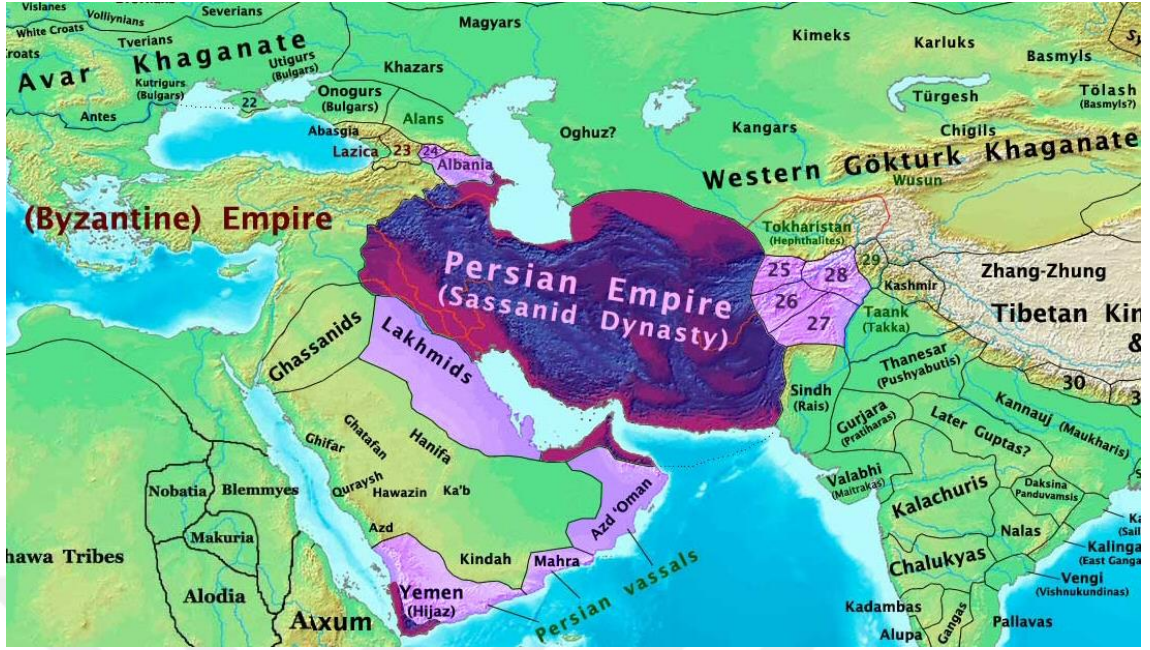 Vislanes
Volliynians
Severians
White Croats
Tverians
Magyars
Kimeks
Karluks
Basmyls
Sy
roats
Avar Khaganate
Kutrigurs
(Bulgars)
Utigurs
(Bulgars)
Khazars
Türgesh
Tölash
(Basmyls?)
Antes
22
Onogurs
(Bulgars)
Alans
Oghuz?
Kangars
Chigils
Abasgia
Lazica
23
24
Albania
Western Gökturk Khaganate
Wusun
(Byzantine) Empire
Tokharistan
(Hephthalites)
Persian Empire
(Sassanid Dynasty)
25
28
29
26
27
Kashmir
Zhang-Zhung
Tibetan Kin
&
Taank
(Takka)
Ghassanids
Lakhmids
Thanesar
(Pushyabutis)
30
3
Sindh
(Rais)
Gurjara
(Pratiharas)
Later Guptas?
Kannauj (Maukharis)
Ghifar
Ghatafan
Hanifa
Quraysh
Hawazin
Ka'b
Valabhi
(Maitrakas)
Kalachuris
Daksina
Panduvamsis
Nobatia
Blemmyes
Azd 'Oman
Azd
Makuria
Nalas
Ka
(Sail
hawa Tribes
Kindah
Mahra
Persian vassals
Chalukyas
Kalinga
(East Ganga
Alodia
Yemen
(Hijaz)
Vengi
(Vishnukundinas)
Axum
Kadambas
Alupa
Gangas
Pallavas